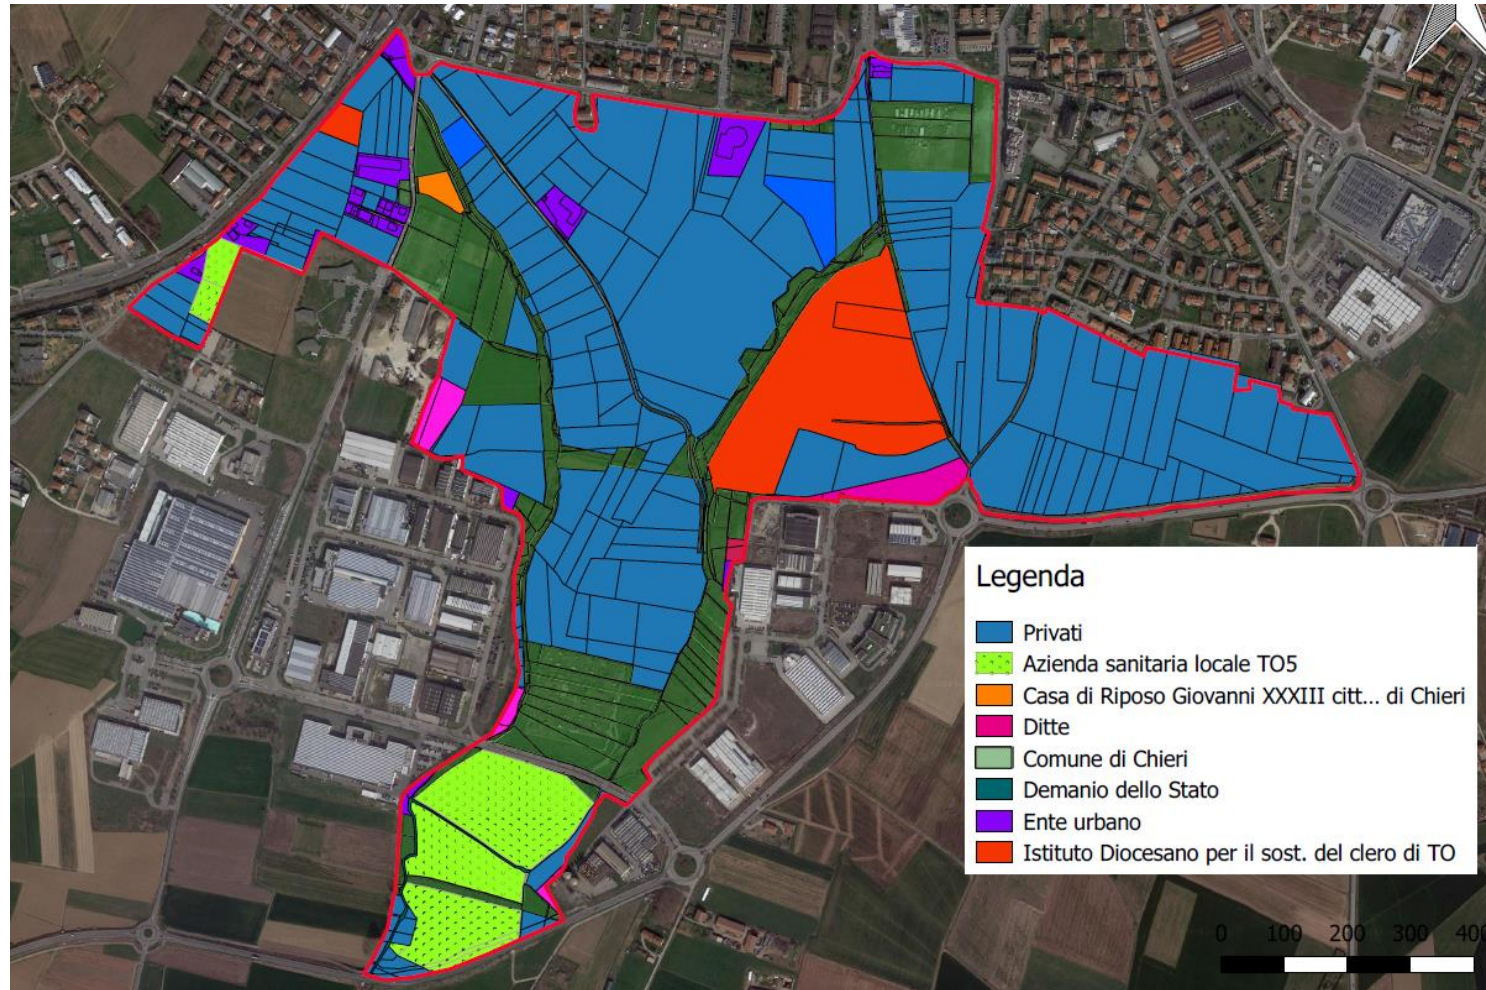 Legenda
Privati
Azienda sanitaria locale TO5
Casa di Riposo Giovanni XXXIII citt... di Chieri
Ditte
Comune di Chieri
Demanio dello Stato
Ente urbano
Istituto Diocesano per il sost. del clero di TO
0 100 200 300 400